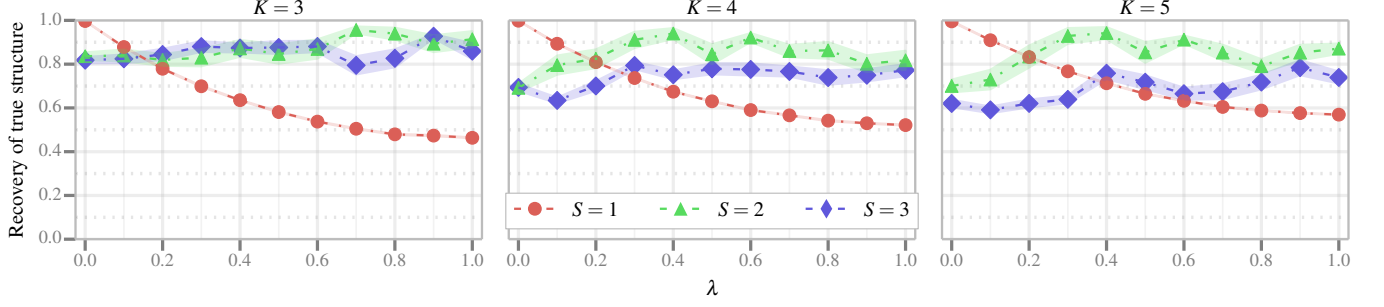 K = 3
K = 4
K = 5
Recovery of true structure
1.0
0.8
0.6
0.4
0.2
0.0
0.0 0.2 0.4 0.6 0.8 1.0
0.0 0.2 0.4 0.6 0.8 1.0
0.0 0.2 0.4 0.6 0.8 1.0
S = 1 S = 2 S = 3
λ